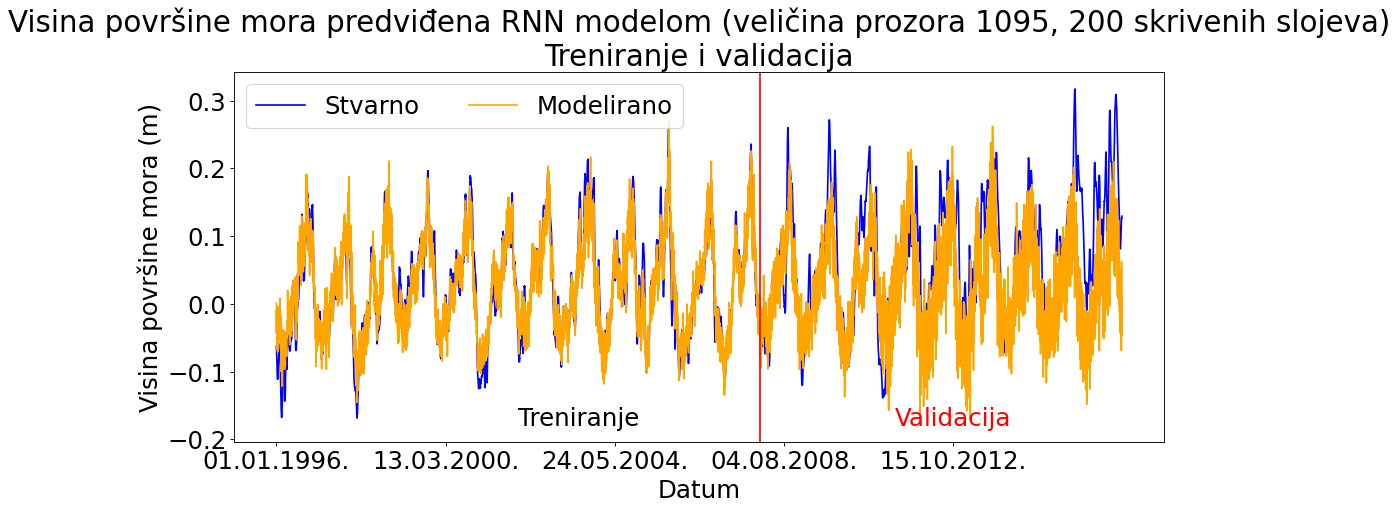 Visina površine mora predviđena RNN modelom (veličina prozora 1095, 200 skrivenih slojeva)
Treniranje i validacija
Stvarno Modelirano
Visina površine mora (m)
0.3
0.2
0.1
0.0
−0.1
−0.2
Treniranje Validacija
01.01.1996. 13.03.2000. 24.05.2004. 04.08.2008. 15.10.2012.
Datum